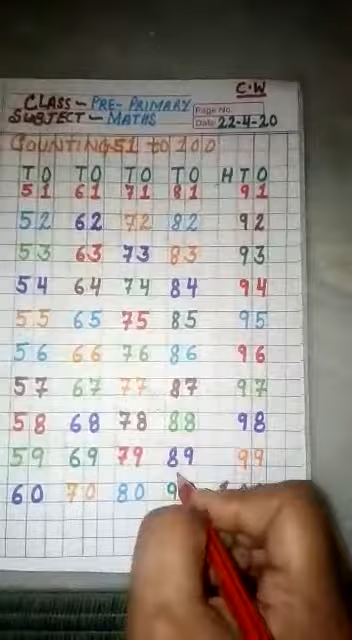 C.W
CLASS - PRE-PRIMARY
SUBJECT - MATHS
Page No.
Date 22-4-20
COUNTING 51 to 100
T O T O T O T O H T O
51 61 71 81 91
52 62 72 82 92
53 63 73 83 93
54 64 74 84 94
55 65 75 85 95
56 66 76 86 96
57 67 77 87 97
58 68 78 88 98
59 69 79 89 99
60 70 80 9